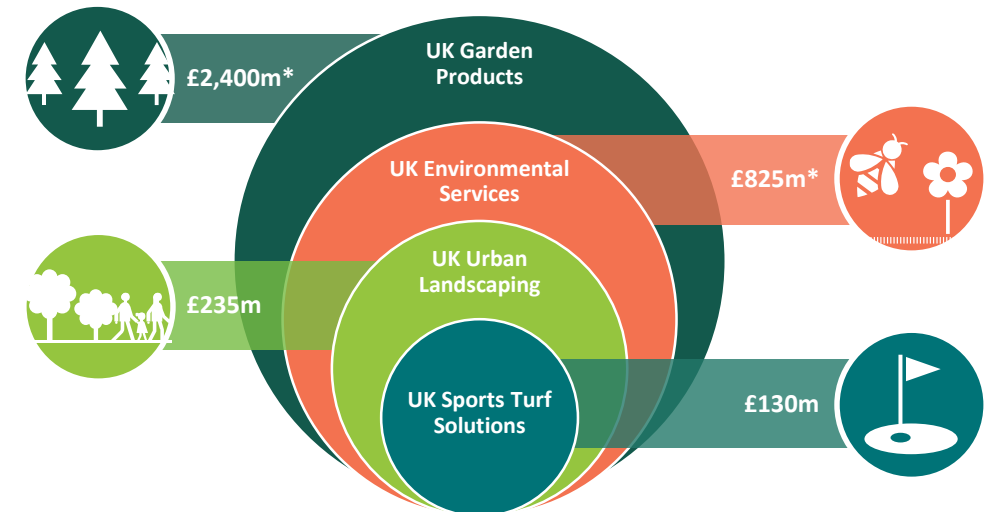 UK Garden
Products
£2,400m*
UK Environmental
Services
£825m*
UK Urban
Landscaping
£235m
UK Sports Turf
Solutions
£130m